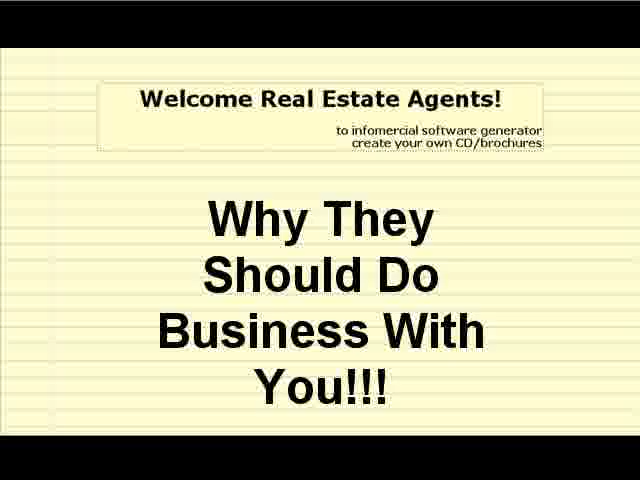 Welcome Real Estate Agents!
to infomercial software generator
create your own CD/brochures
Why They
Should Do
Business With
You!!!